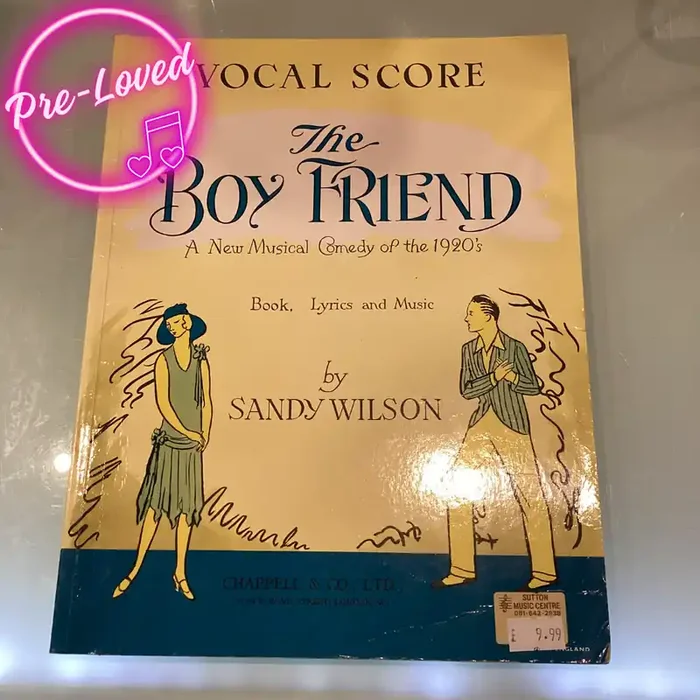 Pre-Loved
VOCAL SCORE
The
BOY FRIEND
A New Musical Comedy of the 1920's
Book, Lyrics and Music
by
SANDY WILSON
CHAPPELL & CO. LTD.
SUTTON
MUSIC CENTRE
£ 9.99
ENGLAND